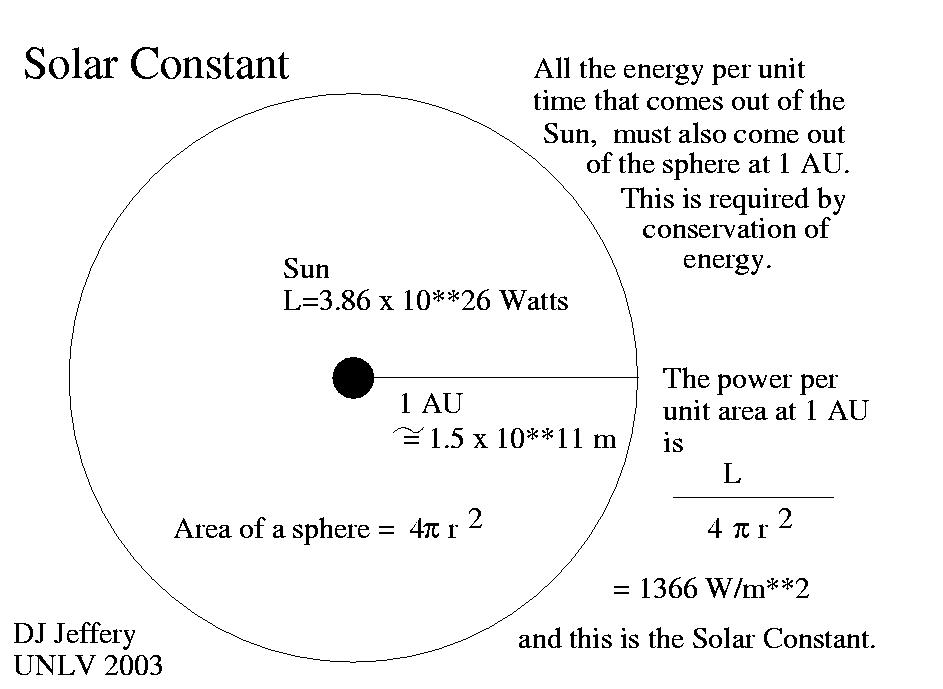 Solar Constant
All the energy per unit
time that comes out of the
Sun, must also come out
of the sphere at 1 AU.
This is required by
conservation of
energy.
Sun
L=3.86 x 10**26 Watts
1 AU
≅ 1.5 x 10**11 m
The power per
unit area at 1 AU
is
L
4 π r 2
Area of a sphere = 4π r 2
= 1366 W/m**2
and this is the Solar Constant.
DJ Jeffery
UNLV 2003